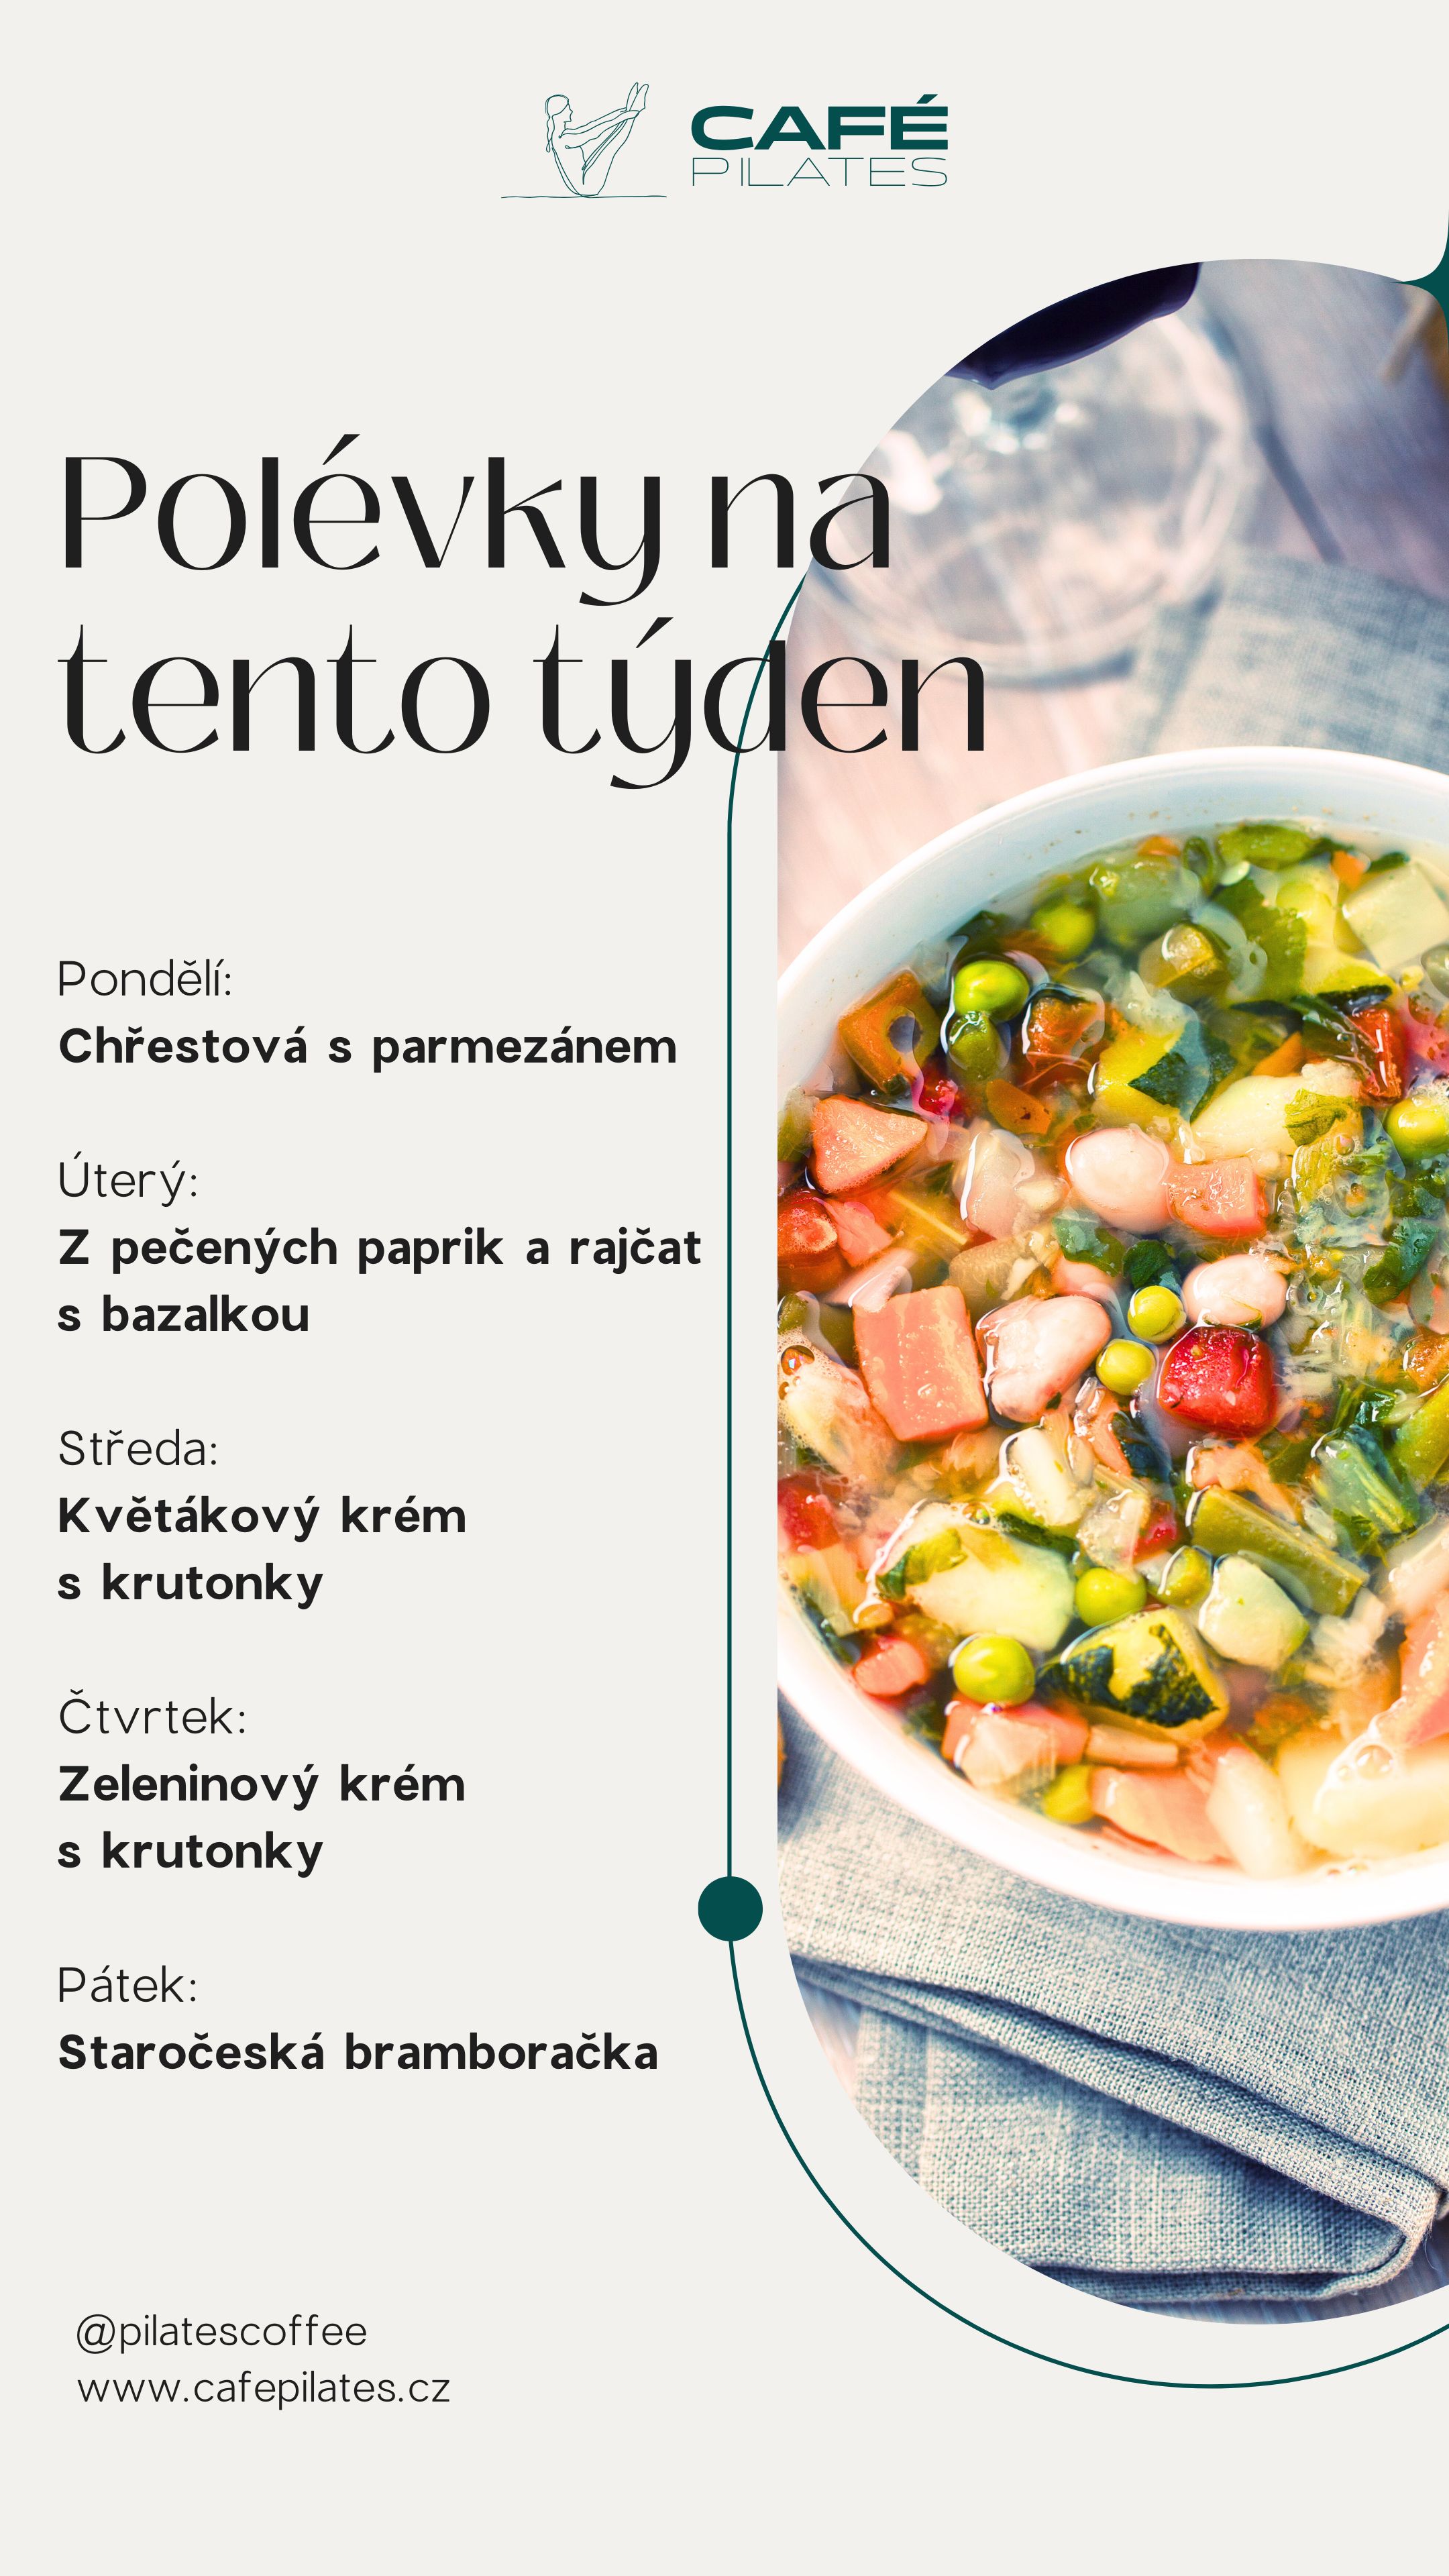 CAFÉ
PILATES
Polévky na
tento týden
Pondělí:
Chřestová s parmezánem
Úterý:
Z pečených paprik a rajčat
s bazalkou
Středa:
Květákový krém
s krutonky
Čtvrtek:
Zeleninový krém
s krutonky
Pátek:
Staročeská bramboračka
@pilatescoffee
www.cafepilates.cz